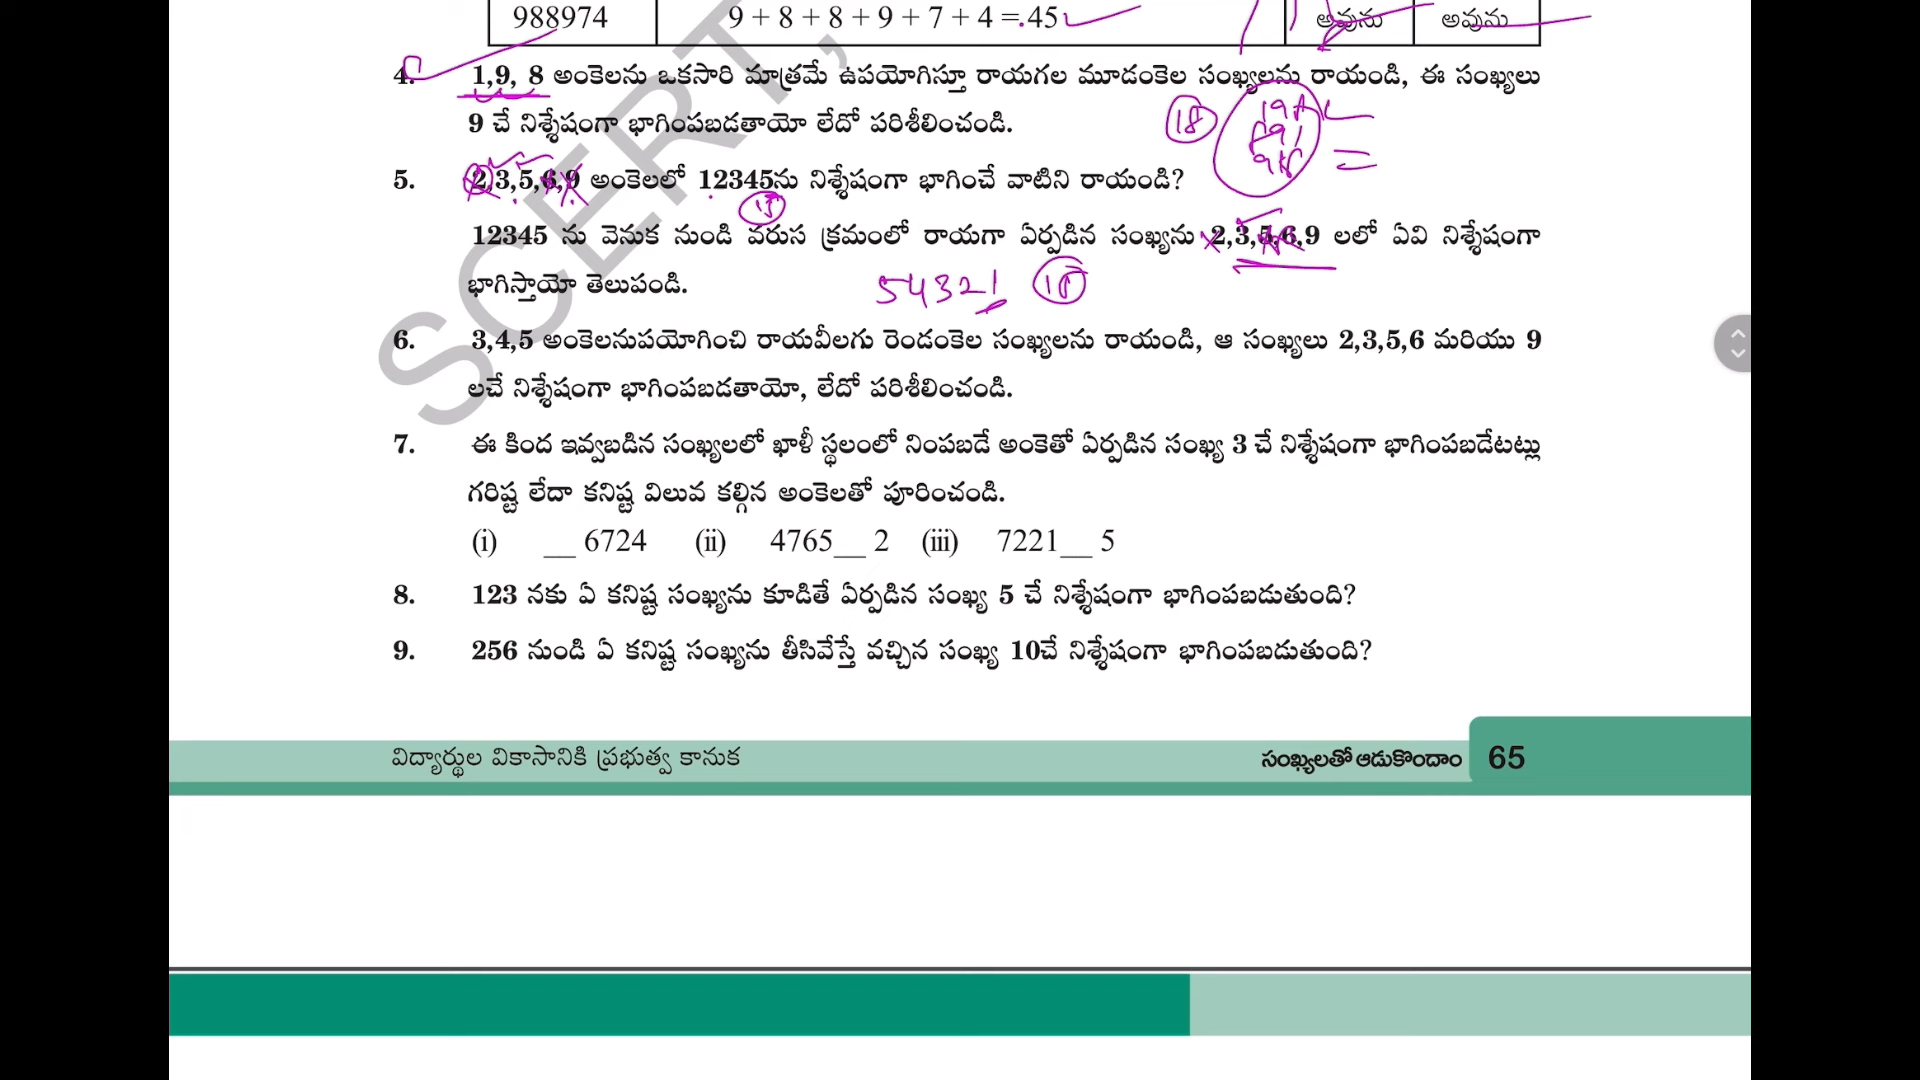 988974 9 + 8 + 8 + 9 + 7 + 4 = 45 అవును అవును
4. 1,9, 8 అంకెలను ఒకసారి మాత్రమే ఉపయోగిస్తూ రాయగల మూడంకెల సంఖ్యలను రాయండి, ఈ సంఖ్యలు
9 చే నిశ్శేషంగా భాగింపబడతాయో లేదో పరిశీలించండి. 18 198
891
5. 2,3,5,6,9 అంకెలలో 12345ను నిశ్శేషంగా భాగించే వాటిని రాయండి?
12345 ను వెనుక నుండి వరుస క్రమంలో రాయగా ఏర్పడిన సంఖ్యను 2,3,5,6,9 లలో ఏవి నిశ్శేషంగా
భాగిస్తాయో తెలుపండి. 54321
6. 3,4,5 అంకెలనుపయోగించి రాయవీలగు రెండంకెల సంఖ్యలను రాయండి, ఆ సంఖ్యలు 2,3,5,6 మరియు 9
లచే నిశ్శేషంగా భాగింపబడతాయో, లేదో పరిశీలించండి.
7. ఈ కింద ఇవ్వబడిన సంఖ్యలలో ఖాళీ స్థలంలో నింపబడే అంకెతో ఏర్పడిన సంఖ్య 3 చే నిశ్శేషంగా భాగింపబడేటట్లు
గరిష్ట లేదా కనిష్ట విలువ కల్గిన అంకెలతో పూరించండి.
(i) __ 6724 (ii) 4765__ 2 (iii) 7221__ 5
8. 123 నకు ఏ కనిష్ట సంఖ్యను కూడితే ఏర్పడిన సంఖ్య 5 చే నిశ్శేషంగా భాగింపబడుతుంది?
9. 256 నుండి ఏ కనిష్ట సంఖ్యను తీసివేస్తే వచ్చిన సంఖ్య 10చే నిశ్శేషంగా భాగింపబడుతుంది?
SCERT,
విద్యార్థుల వికాసానికి ప్రభుత్వ కానుక సంఖ్యలతో ఆడుకొందాం 65